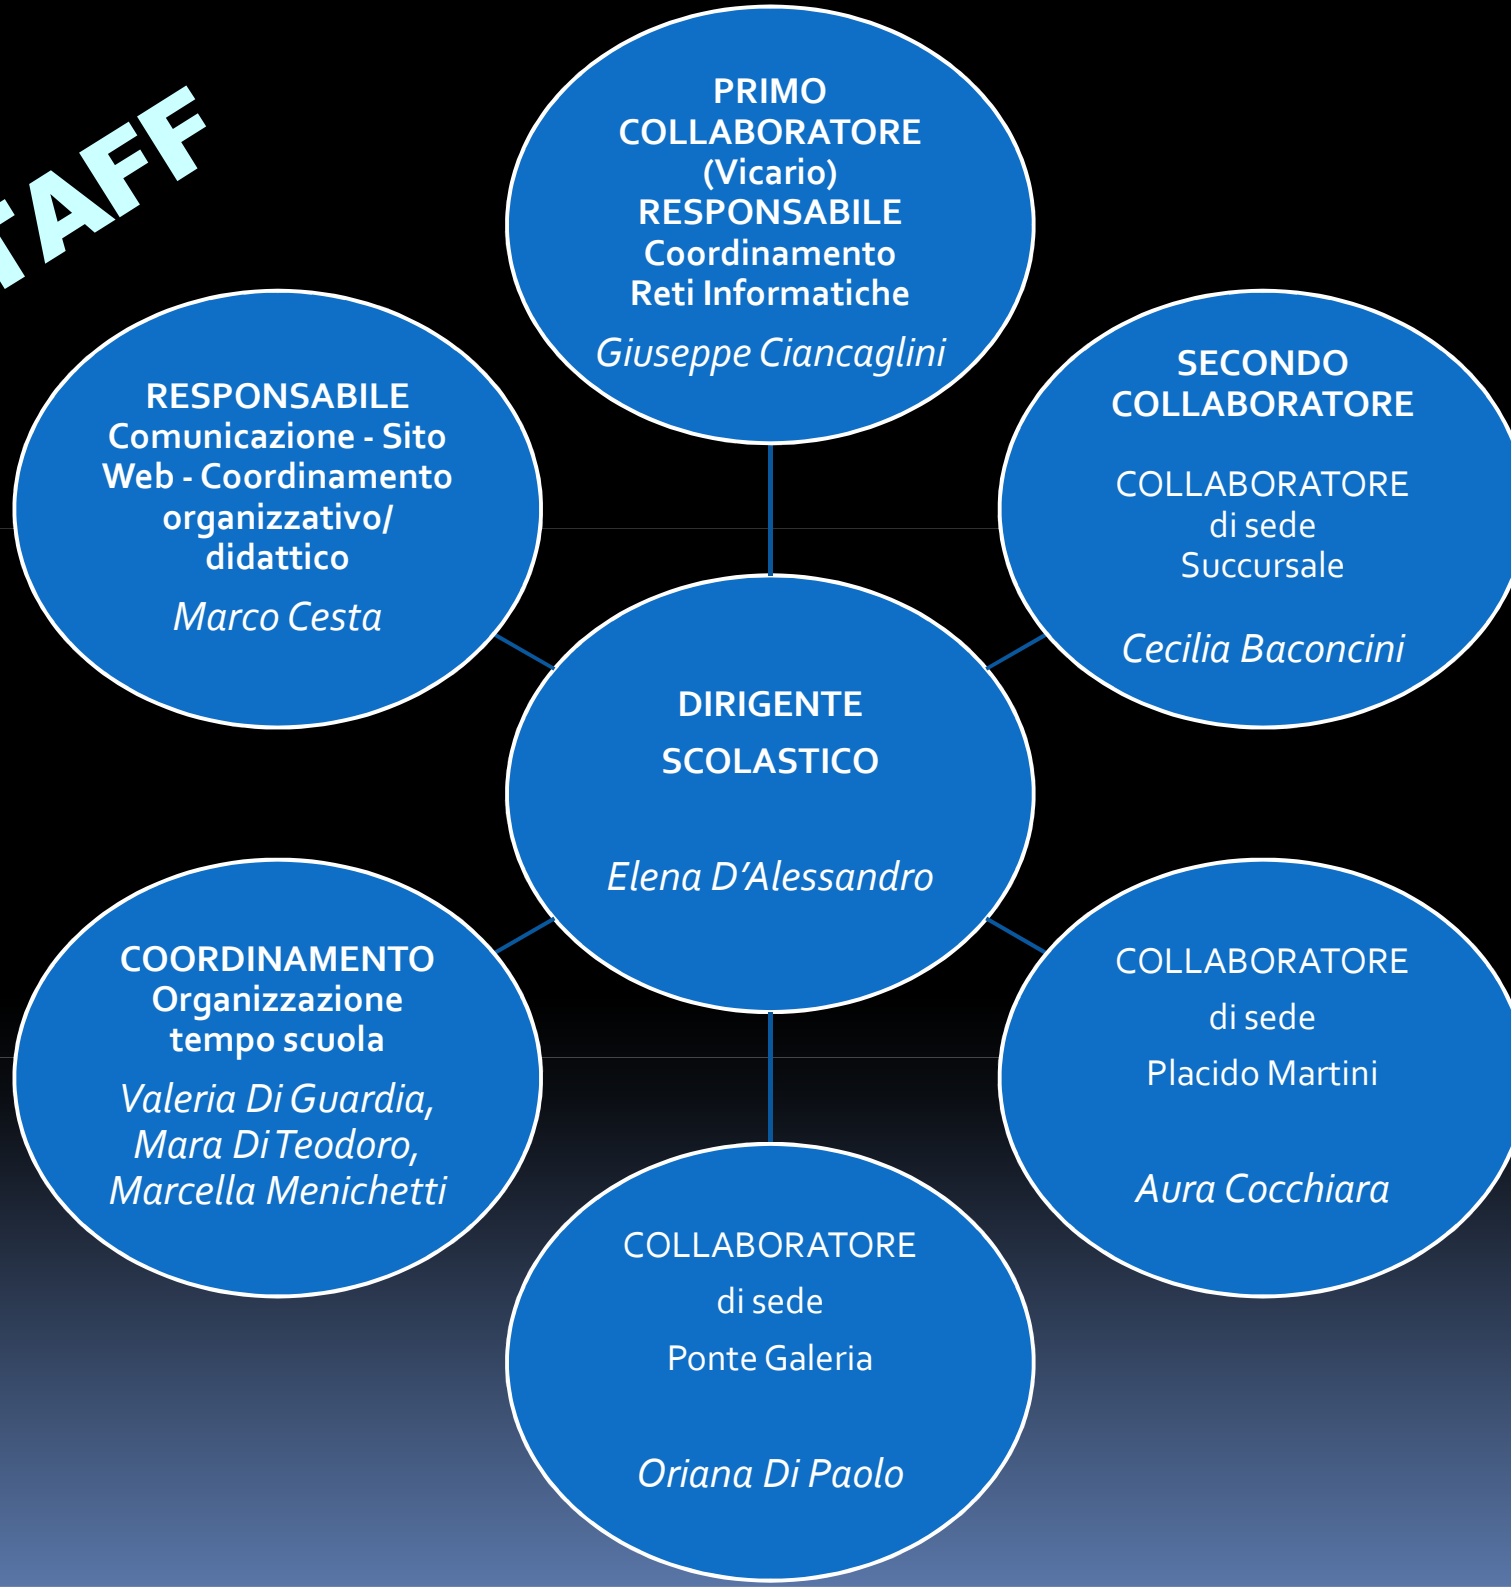 TAFF
PRIMO
COLLABORATORE
(Vicario)
RESPONSABILE
Coordinamento
Reti Informatiche
Giuseppe Ciancaglini
RESPONSABILE
Comunicazione - Sito
Web - Coordinamento
organizzativo/
didattico
Marco Cesta
SECONDO
COLLABORATORE
COLLABORATORE
di sede
Succursale
Cecilia Baconcini
DIRIGENTE
SCOLASTICO
Elena D’Alessandro
COORDINAMENTO
Organizzazione
tempo scuola
Valeria Di Guardia,
Mara Di Teodoro,
Marcella Menichetti
COLLABORATORE
di sede
Placido Martini
Aura Cocchiara
COLLABORATORE
di sede
Ponte Galeria
Oriana Di Paolo